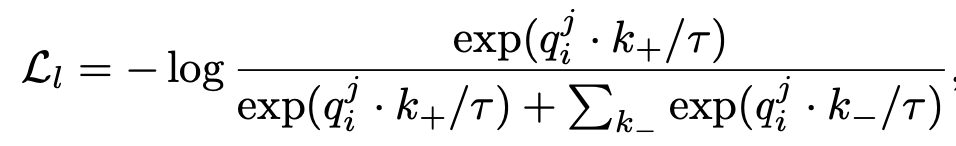 $$\mathcal{L}_l = -\log \frac{\exp(q_i^j \cdot k_+/\tau)}{\exp(q_i^j \cdot k_+/\tau) + \sum_{k_-} \exp(q_i^j \cdot k_-/\tau)},$$